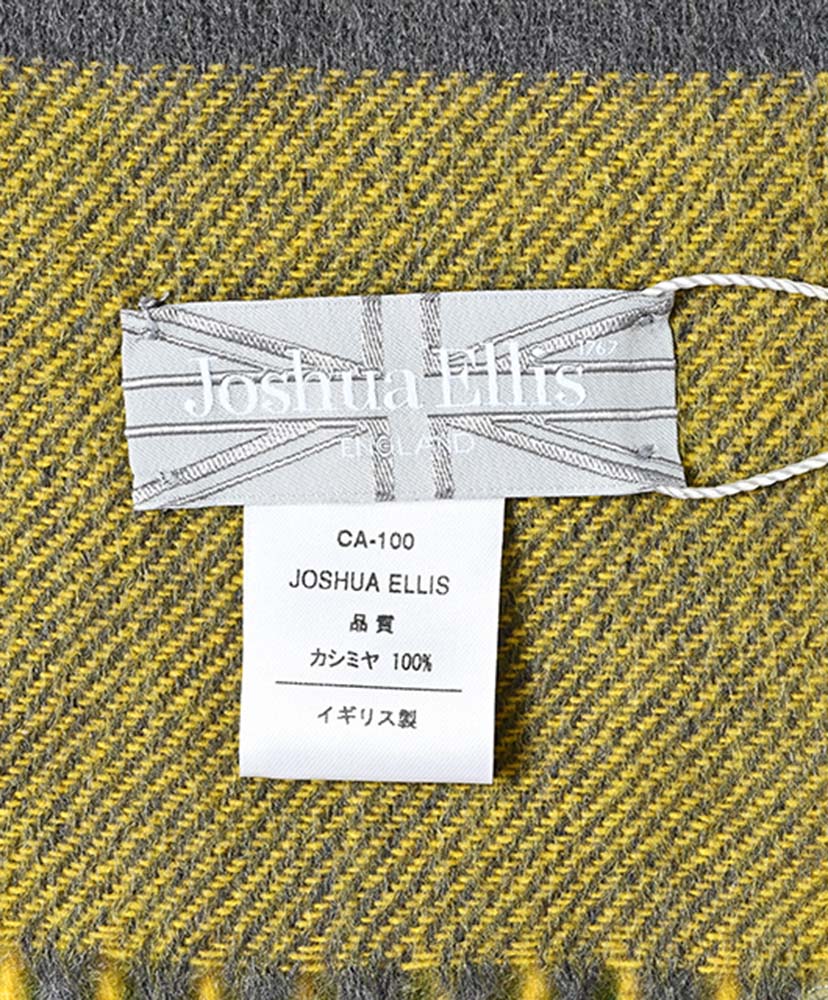 Joshua Ellis 1767
ENGLAND
CA-100
JOSHUA ELLIS
品質
カシミヤ 100%
イギリス製